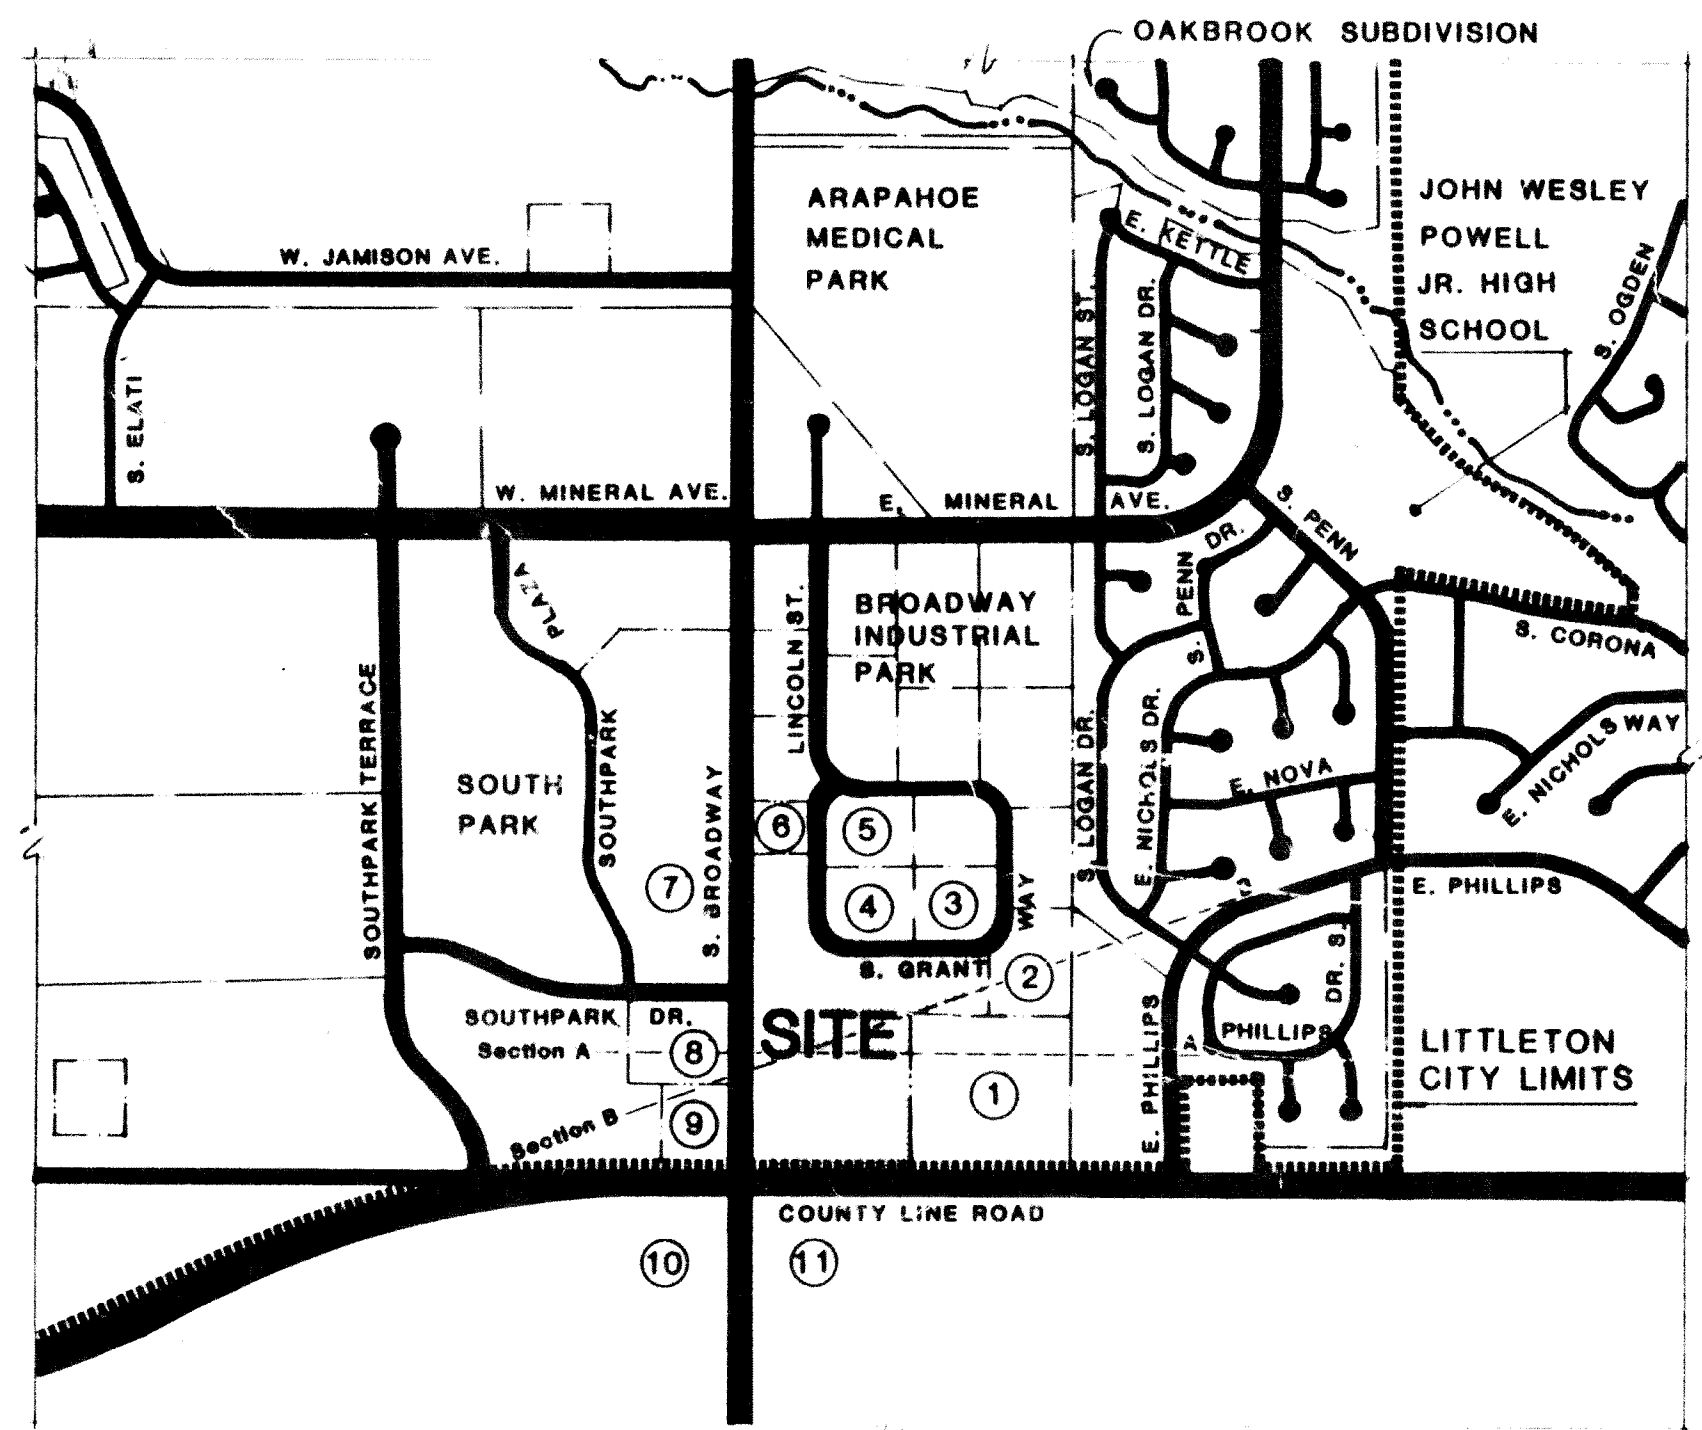 OAKBROOK SUBDIVISION
ARAPAHOE
MEDICAL
PARK
JOHN WESLEY
POWELL
JR. HIGH
SCHOOL
E. KETTLE
W. JAMISON AVE.
S. OGDEN
S. LOGAN ST.
S. LOGAN DR.
S. ELATI
W. MINERAL AVE.
E. MINERAL AVE.
S. PENN
S. PENN DR.
PLAZA
LINCOLN ST.
BROADWAY
INDUSTRIAL
PARK
S. CORONA
SOUTHPARK TERRACE
SOUTHPARK
S. BROADWAY
S. LOGAN DR.
E. NICHOLS DR.
E. NICHOLS WAY
E. NOVA
SOUTH
PARK
6
5
7
4
3
WAY
E. PHILLIPS
S. GRANT
2
DR. S.
SOUTHPARK DR.
SITE
PHILLIPS
A
E. PHILLIPS
LITTLETON
CITY LIMITS
Section A
8
1
Section B
9
COUNTY LINE ROAD
10
11